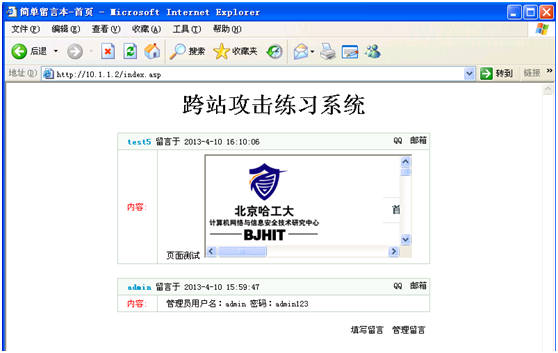 简单留言本-首页 - Microsoft Internet Explorer
文件(F) 编辑(E) 查看(V) 收藏(A) 工具(T) 帮助(H)
后退 搜索 收藏夹
地址(D) http://10.1.1.2/index.asp 转到 链接 »
跨站攻击练习系统
test5 留言于 2013-4-10 16:10:06 QQ 邮箱
北京哈工大
首
内容:
计算机网络与信息安全技术研究中心
BJHIT
页面测试
admin 留言于 2013-4-10 15:59:47 QQ 邮箱
内容: 管理员用户名：admin 密码：admin123
填写留言 管理留言